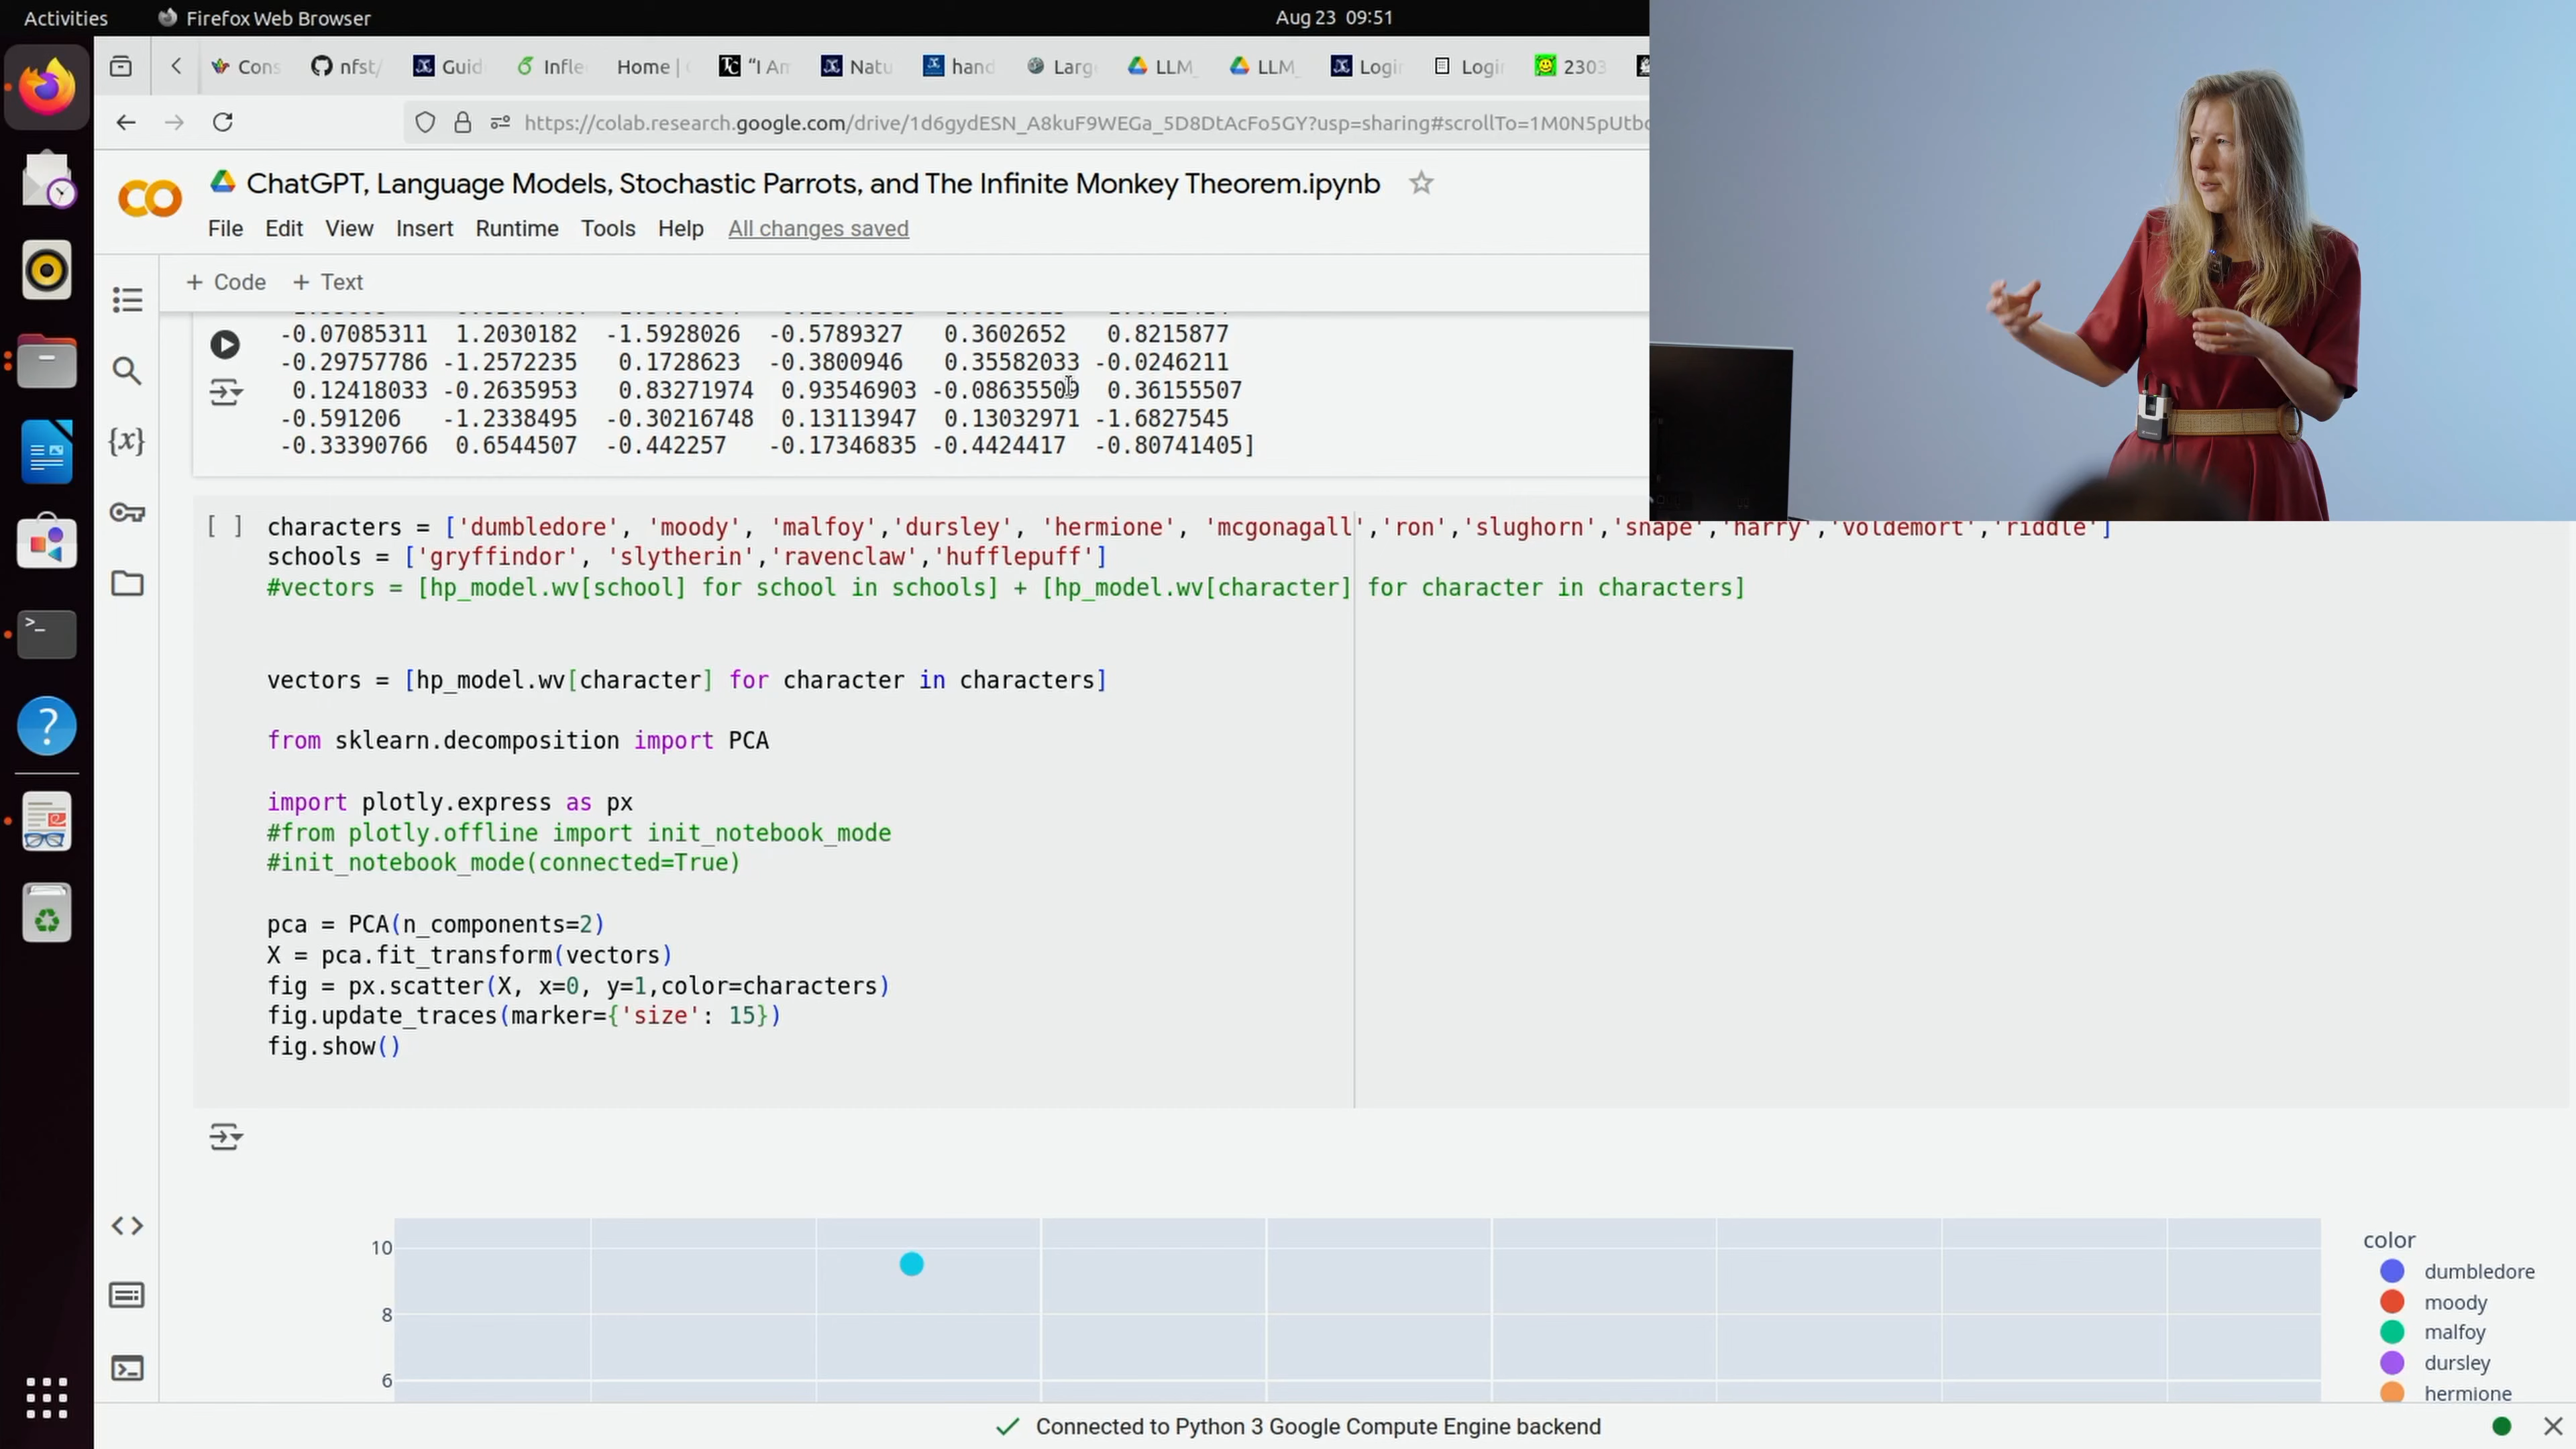 Activities Firefox Web Browser Aug 23 09:51
Cons nfst/ Guid Infle Home | "I Am Natu hand Larg LLM_ LLM_ Logi Logi 2303
https://colab.research.google.com/drive/1d6gydESN_A8kuF9WEGa_5D8DtAcFo5GY?usp=sharing#scrollTo=1M0N5pUtbc
ChatGPT, Language Models, Stochastic Parrots, and The Infinite Monkey Theorem.ipynb
File Edit View Insert Runtime Tools Help All changes saved
+ Code + Text
-0.07085311 1.2030182 -1.5928026 -0.5789327 0.3602652 0.8215877
-0.29757786 -1.2572235 0.1728623 -0.3800946 0.35582033 -0.0246211
0.12418033 -0.2635953 0.83271974 0.93546903 -0.08635509 0.36155507
-0.591206 -1.2338495 -0.30216748 0.13113947 0.13032971 -1.6827545
-0.33390766 0.6544507 -0.442257 -0.17346835 -0.4424417 -0.80741405]
[ ] characters = ['dumbledore', 'moody', 'malfoy','dursley', 'hermione', 'mcgonagall','ron','slughorn','snape','harry','voldemort','riddle']
schools = ['gryffindor', 'slytherin','ravenclaw','hufflepuff']
#vectors = [hp_model.wv[school] for school in schools] + [hp_model.wv[character] for character in characters]
vectors = [hp_model.wv[character] for character in characters]
from sklearn.decomposition import PCA
import plotly.express as px
#from plotly.offline import init_notebook_mode
#init_notebook_mode(connected=True)
pca = PCA(n_components=2)
X = pca.fit_transform(vectors)
fig = px.scatter(X, x=0, y=1,color=characters)
fig.update_traces(marker={'size': 15})
fig.show()
10
8
6
color
dumbledore
moody
malfoy
dursley
hermione
Connected to Python 3 Google Compute Engine backend